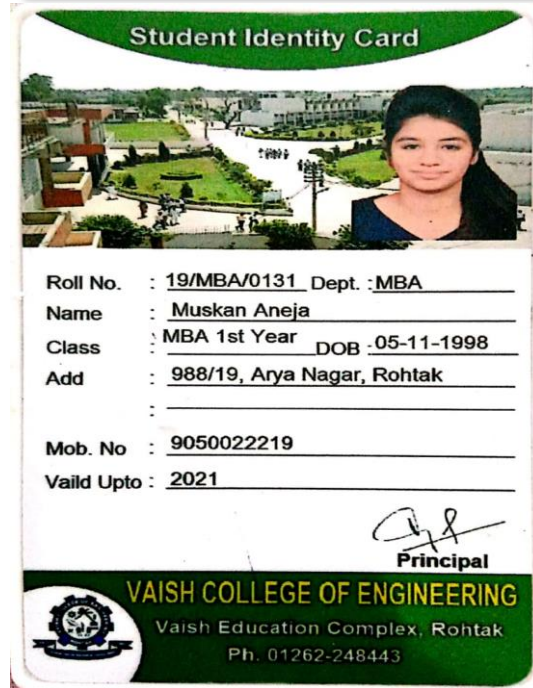 Student Identity Card
Roll No. : 19/MBA/0131 Dept. : MBA
Name : Muskan Aneja
Class : MBA 1st Year DOB : 05-11-1998
Add : 988/19, Arya Nagar, Rohtak
:
Mob. No : 9050022219
Vaild Upto : 2021
Principal
VAISH COLLEGE OF ENGINEERING
Vaish Education Complex, Rohtak
Ph. 01262-248443